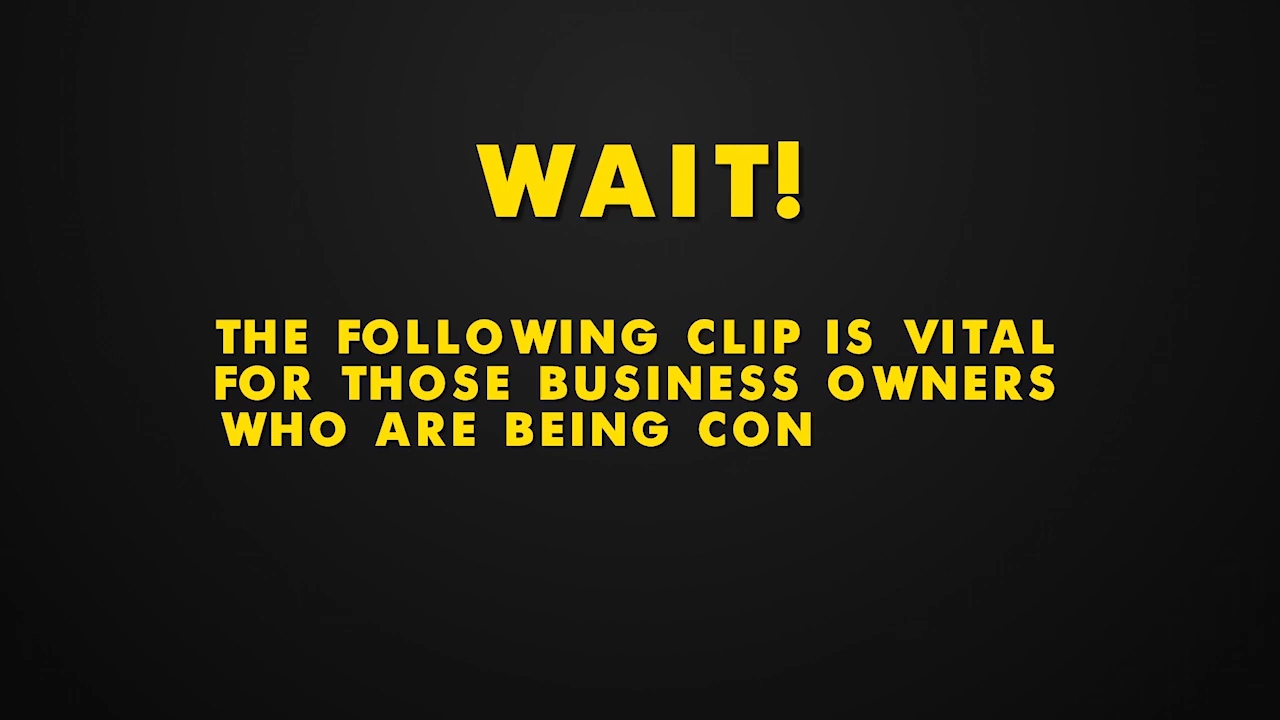 WAIT!
THE FOLLOWING CLIP IS VITAL
FOR THOSE BUSINESS OWNERS
WHO ARE BEING CON